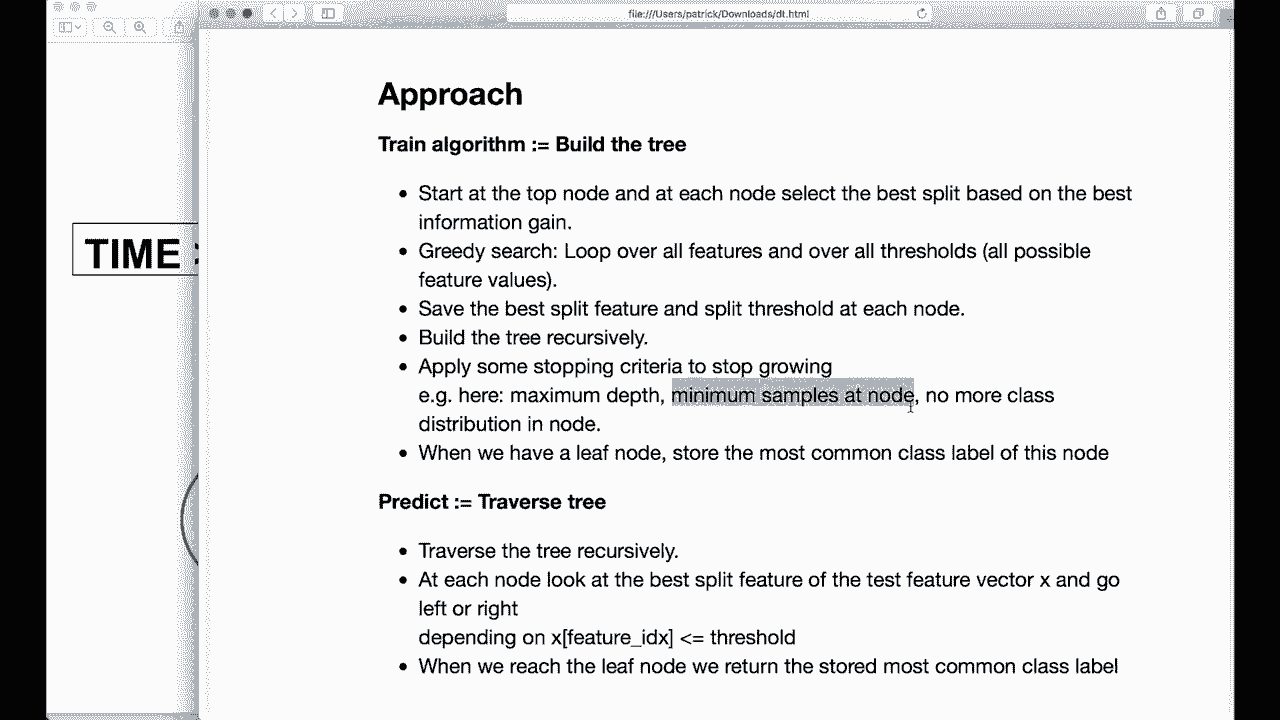 file:///Users/patrick/Downloads/dt.html
TIME
Approach
Train algorithm := Build the tree
• Start at the top node and at each node select the best split based on the best
information gain.
• Greedy search: Loop over all features and over all thresholds (all possible
feature values).
• Save the best split feature and split threshold at each node.
• Build the tree recursively.
• Apply some stopping criteria to stop growing
e.g. here: maximum depth, minimum samples at node, no more class
distribution in node.
• When we have a leaf node, store the most common class label of this node
Predict := Traverse tree
• Traverse the tree recursively.
• At each node look at the best split feature of the test feature vector x and go
left or right
depending on x[feature_idx] <= threshold
• When we reach the leaf node we return the stored most common class label